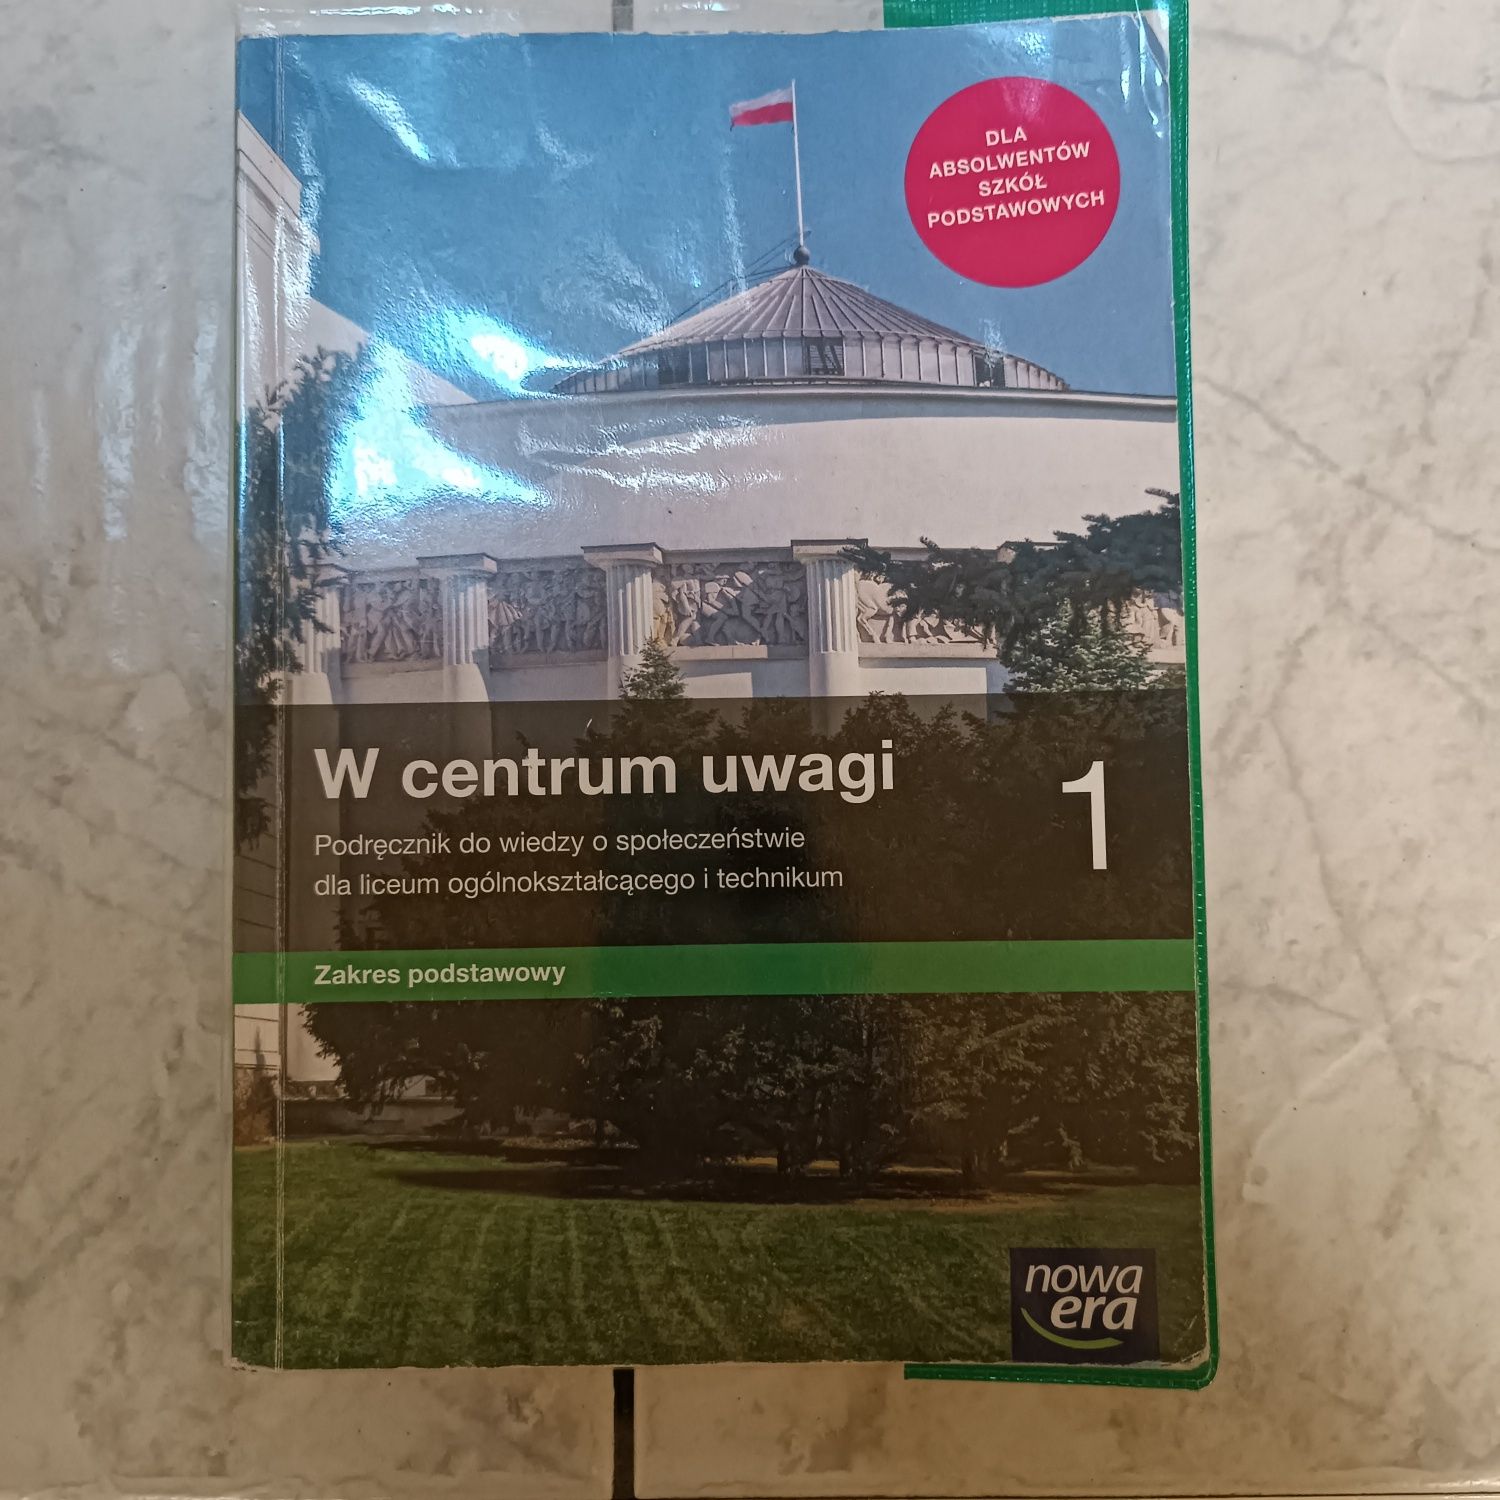 DLA
ABSOLWENTÓW
SZKÓŁ
PODSTAWOWYCH
W centrum uwagi
1
Podręcznik do wiedzy o społeczeństwie
dla liceum ogólnokształcącego i technikum
Zakres podstawowy
nowa
era